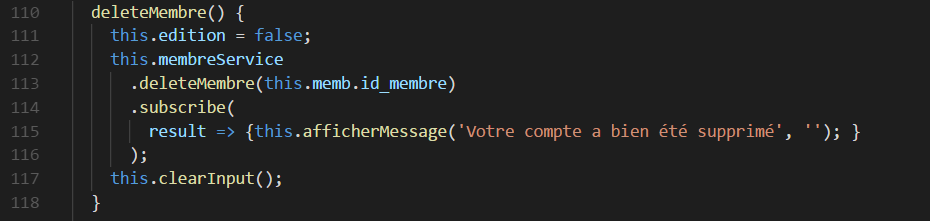 110 deleteMembre() {
111 this.edition = false;
112 this.membreService
113 .deleteMembre(this.memb.id_membre)
114 .subscribe(
115 result => {this.afficherMessage('Votre compte a bien été supprimé', ''); }
116 );
117 this.clearInput();
118 }